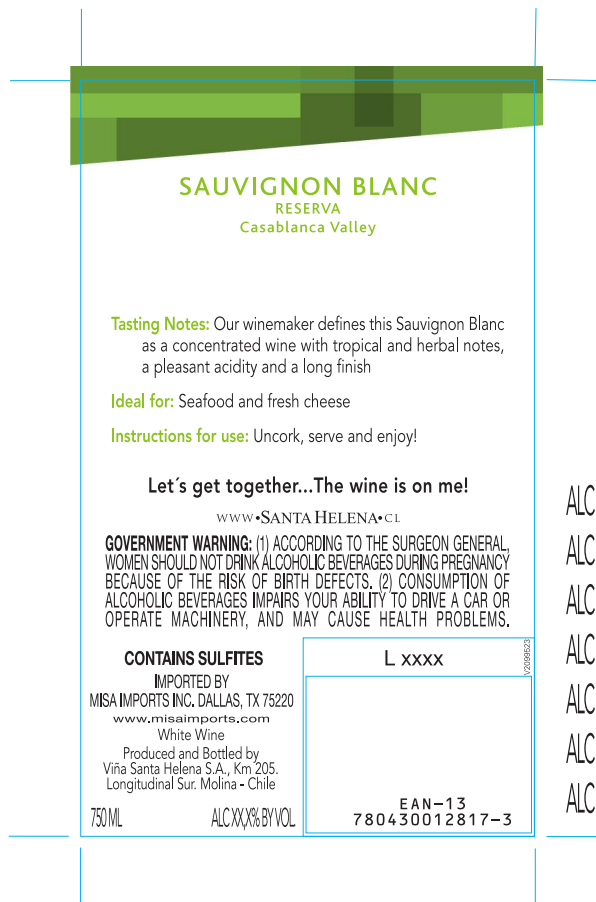 SAUVIGNON BLANC
RESERVA
Casablanca Valley
Tasting Notes: Our winemaker defines this Sauvignon Blanc
as a concentrated wine with tropical and herbal notes,
a pleasant acidity and a long finish
Ideal for: Seafood and fresh cheese
Instructions for use: Uncork, serve and enjoy!
Let´s get together...The wine is on me!
WWW•SANTA HELENA•CL
GOVERNMENT WARNING: (1) ACCORDING TO THE SURGEON GENERAL,
WOMEN SHOULD NOT DRINK ALCOHOLIC BEVERAGES DURING PREGNANCY
BECAUSE OF THE RISK OF BIRTH DEFECTS. (2) CONSUMPTION OF
ALCOHOLIC BEVERAGES IMPAIRS YOUR ABILITY TO DRIVE A CAR OR
OPERATE MACHINERY, AND MAY CAUSE HEALTH PROBLEMS.
CONTAINS SULFITES
IMPORTED BY
MISA IMPORTS INC. DALLAS, TX 75220
www.misaimports.com
White Wine
Produced and Bottled by
Viña Santa Helena S.A., Km 205.
Longitudinal Sur. Molina - Chile
750 ML ALC XX,X% BY VOL.
L xxxx
V2099523
EAN-13
780430012817-3
ALC
ALC
ALC
ALC
ALC
ALC
ALC